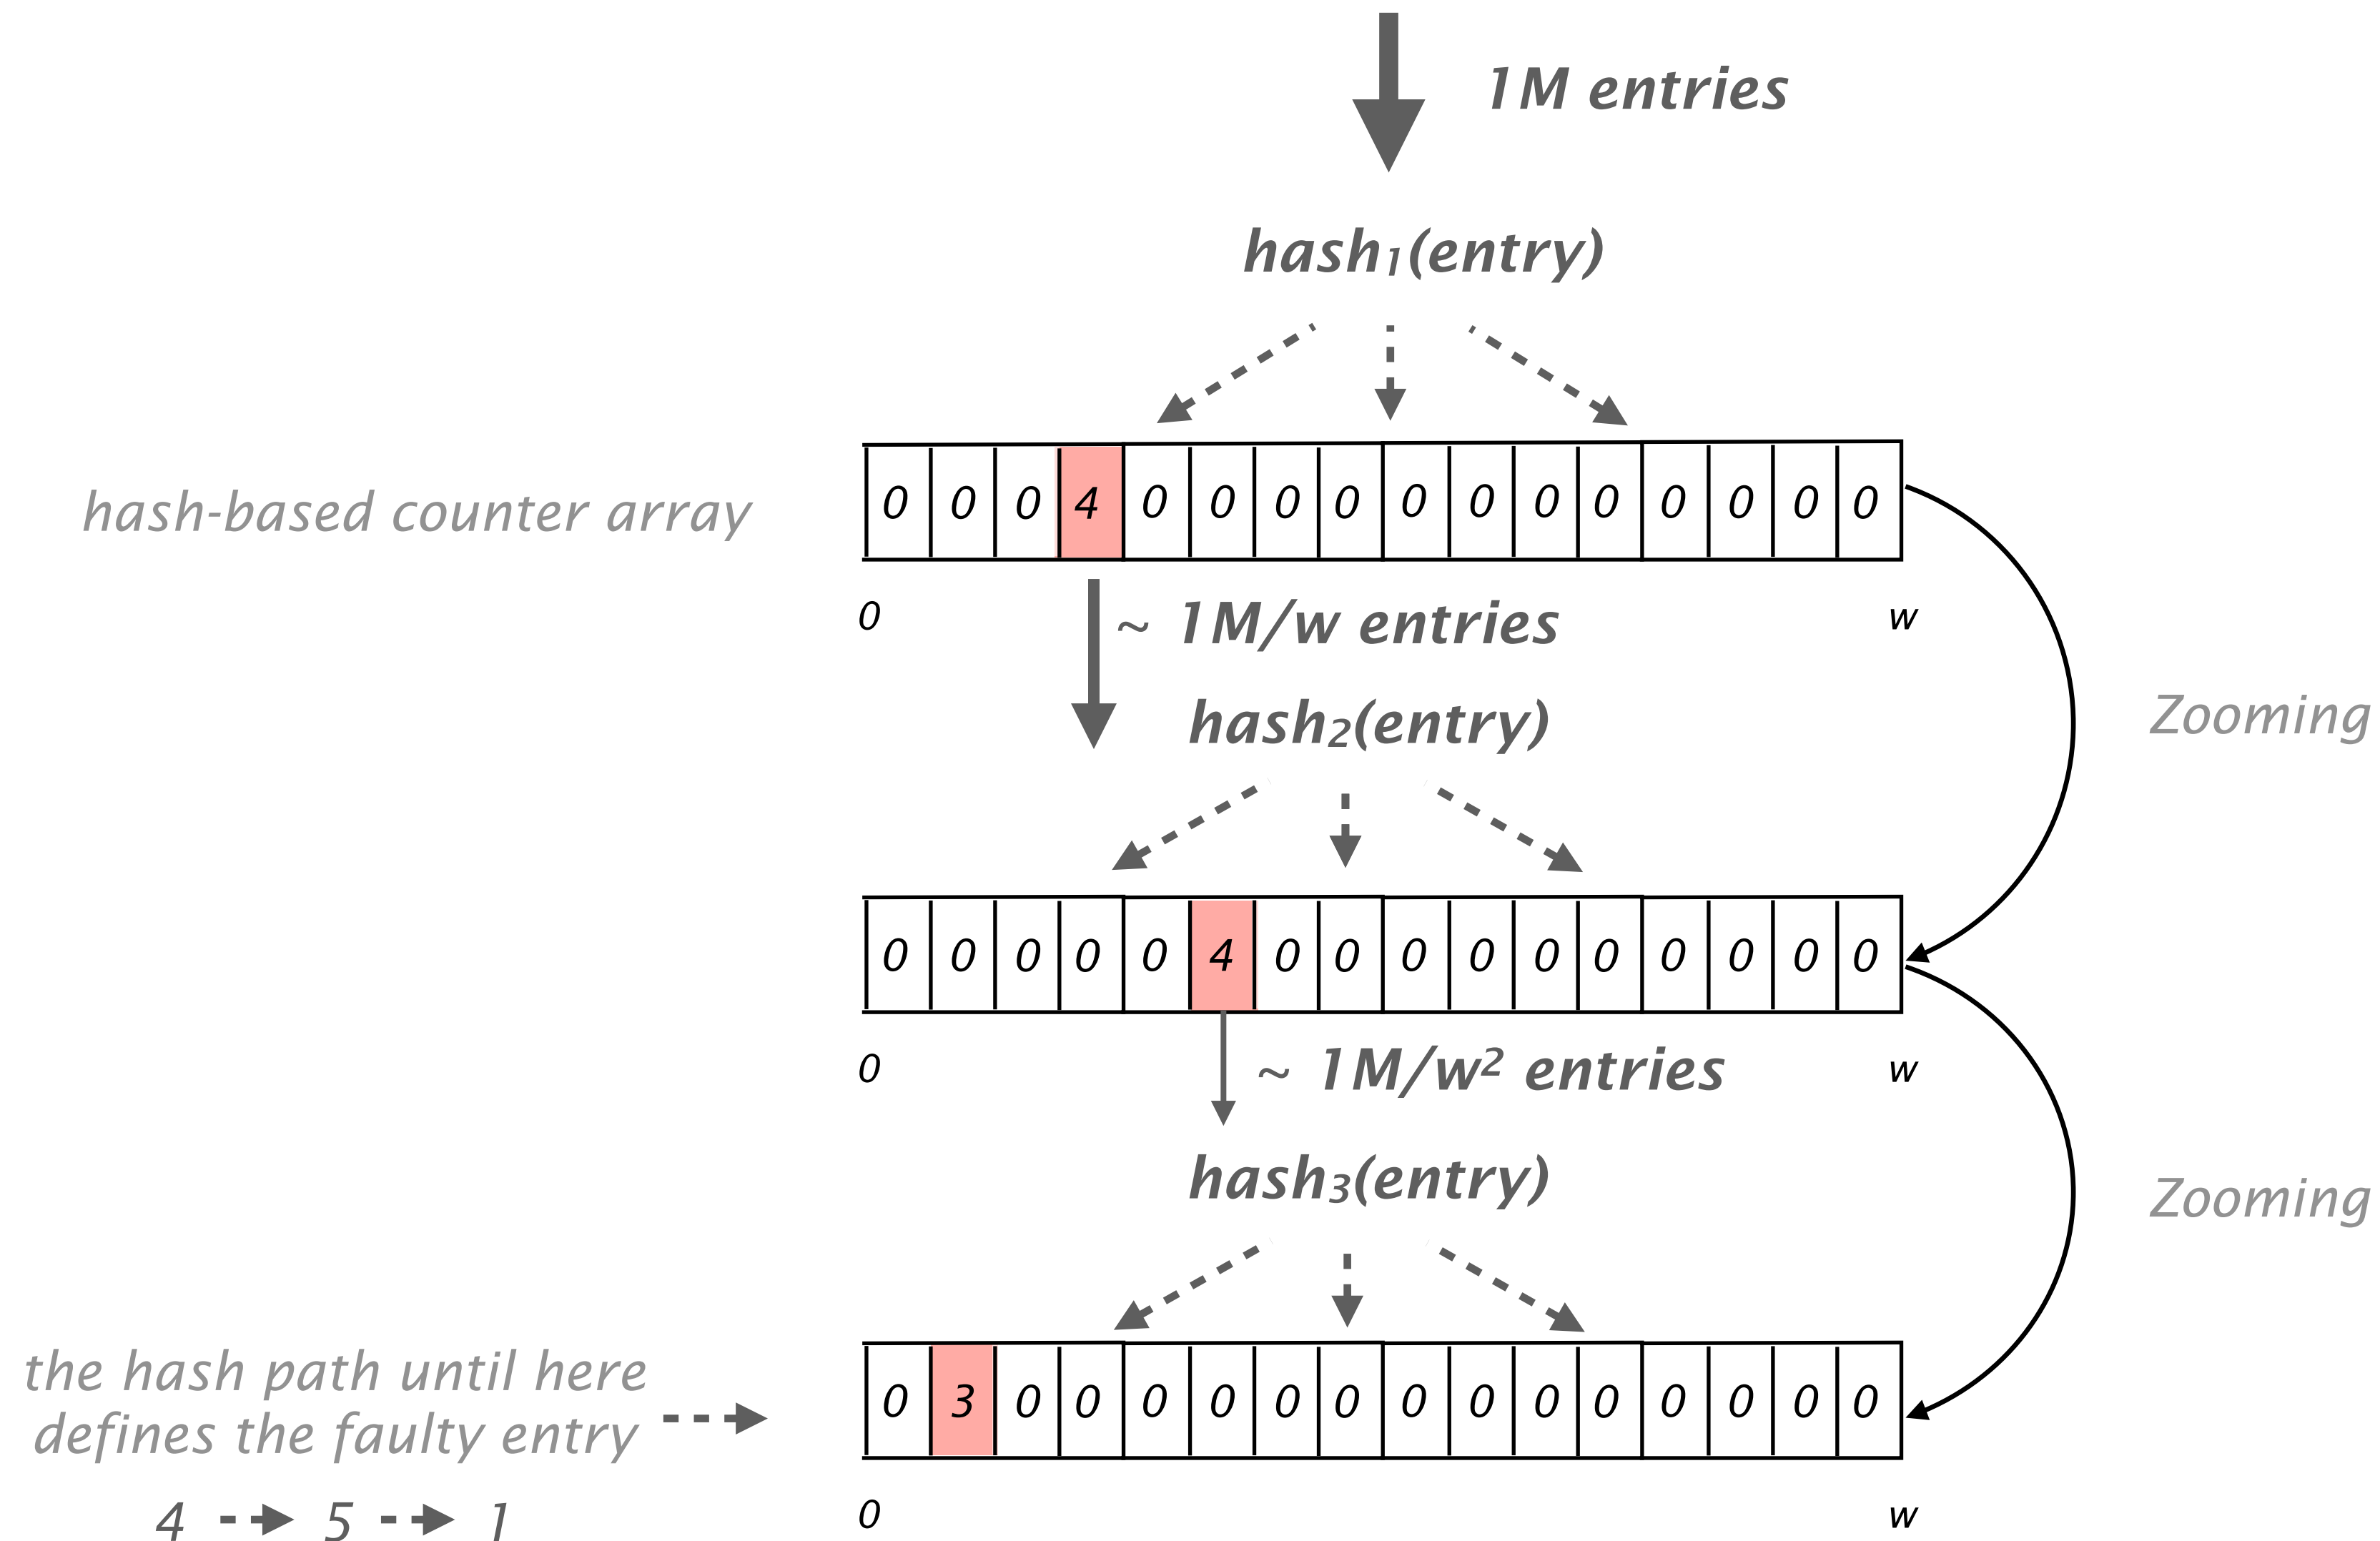 1M entries
hash₁(entry)
hash-based counter array
0 0 0 4 0 0 0 0 0 0 0 0 0 0 0 0
0 w
~ 1M/w entries
hash₂(entry)
Zooming
0 0 0 0 0 4 0 0 0 0 0 0 0 0 0 0
0 w
~ 1M/w² entries
hash₃(entry)
Zooming
the hash path until here
defines the faulty entry
0 3 0 0 0 0 0 0 0 0 0 0 0 0 0 0
0 w
4 5 1